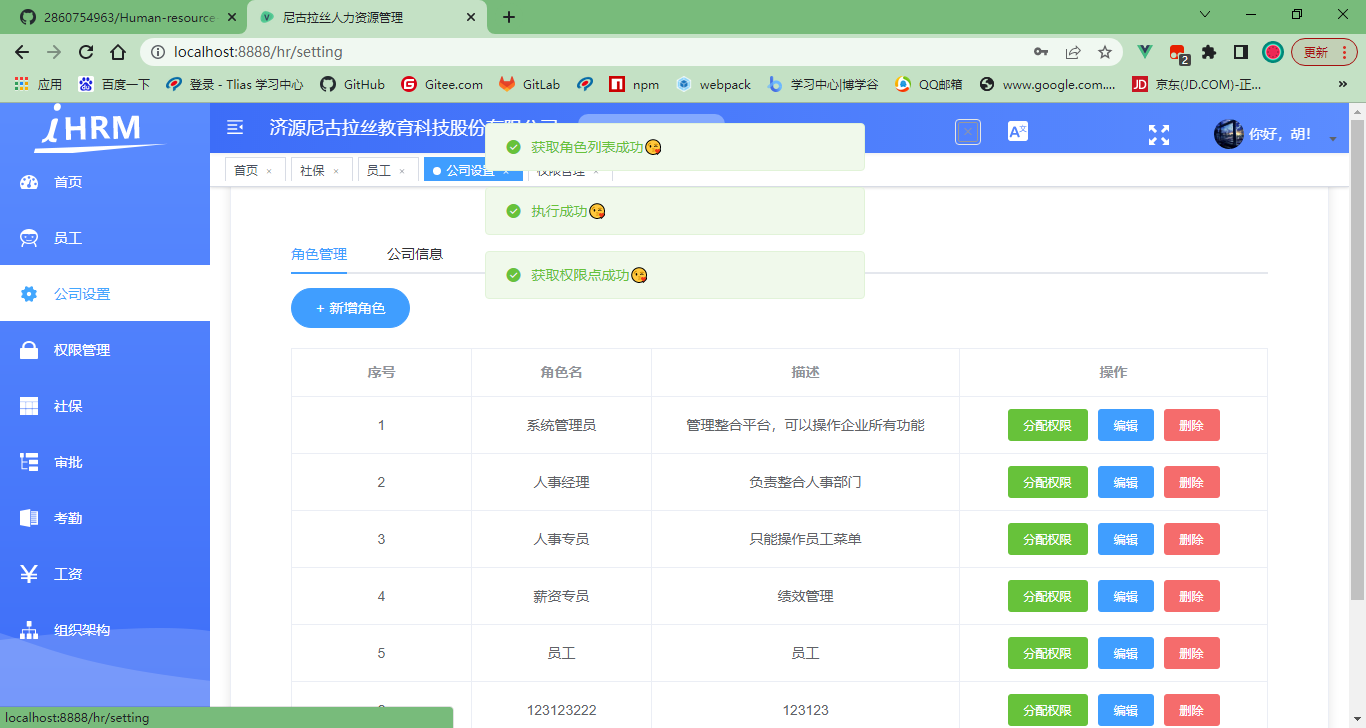 2860754963/Human-resource
尼古拉丝人力资源管理
localhost:8888/hr/setting
2
更新
应用
百度一下
登录 - Tlias 学习中心
GitHub
Gitee.com
GitLab
npm
webpack
学习中心|博学谷
QQ邮箱
www.google.com....
JD
京东(JD.COM)-正...
iHRM
济源尼古拉丝教育科技股份有限公司
A文
你好，胡！
获取角色列表成功😘
执行成功😘
获取权限点成功😘
首页 ×
社保 ×
员工 ×
公司设置 ×
权限管理 ×
首页
员工
公司设置
权限管理
社保
审批
考勤
工资
组织架构
角色管理 公司信息
+ 新增角色
序号 角色名 描述 操作
1 系统管理员 管理整合平台，可以操作企业所有功能 分配权限 编辑 删除
2 人事经理 负责整合人事部门 分配权限 编辑 删除
3 人事专员 只能操作员工菜单 分配权限 编辑 删除
4 薪资专员 绩效管理 分配权限 编辑 删除
5 员工 员工 分配权限 编辑 删除
123123222 123123 分配权限 编辑 删除
localhost:8888/hr/setting